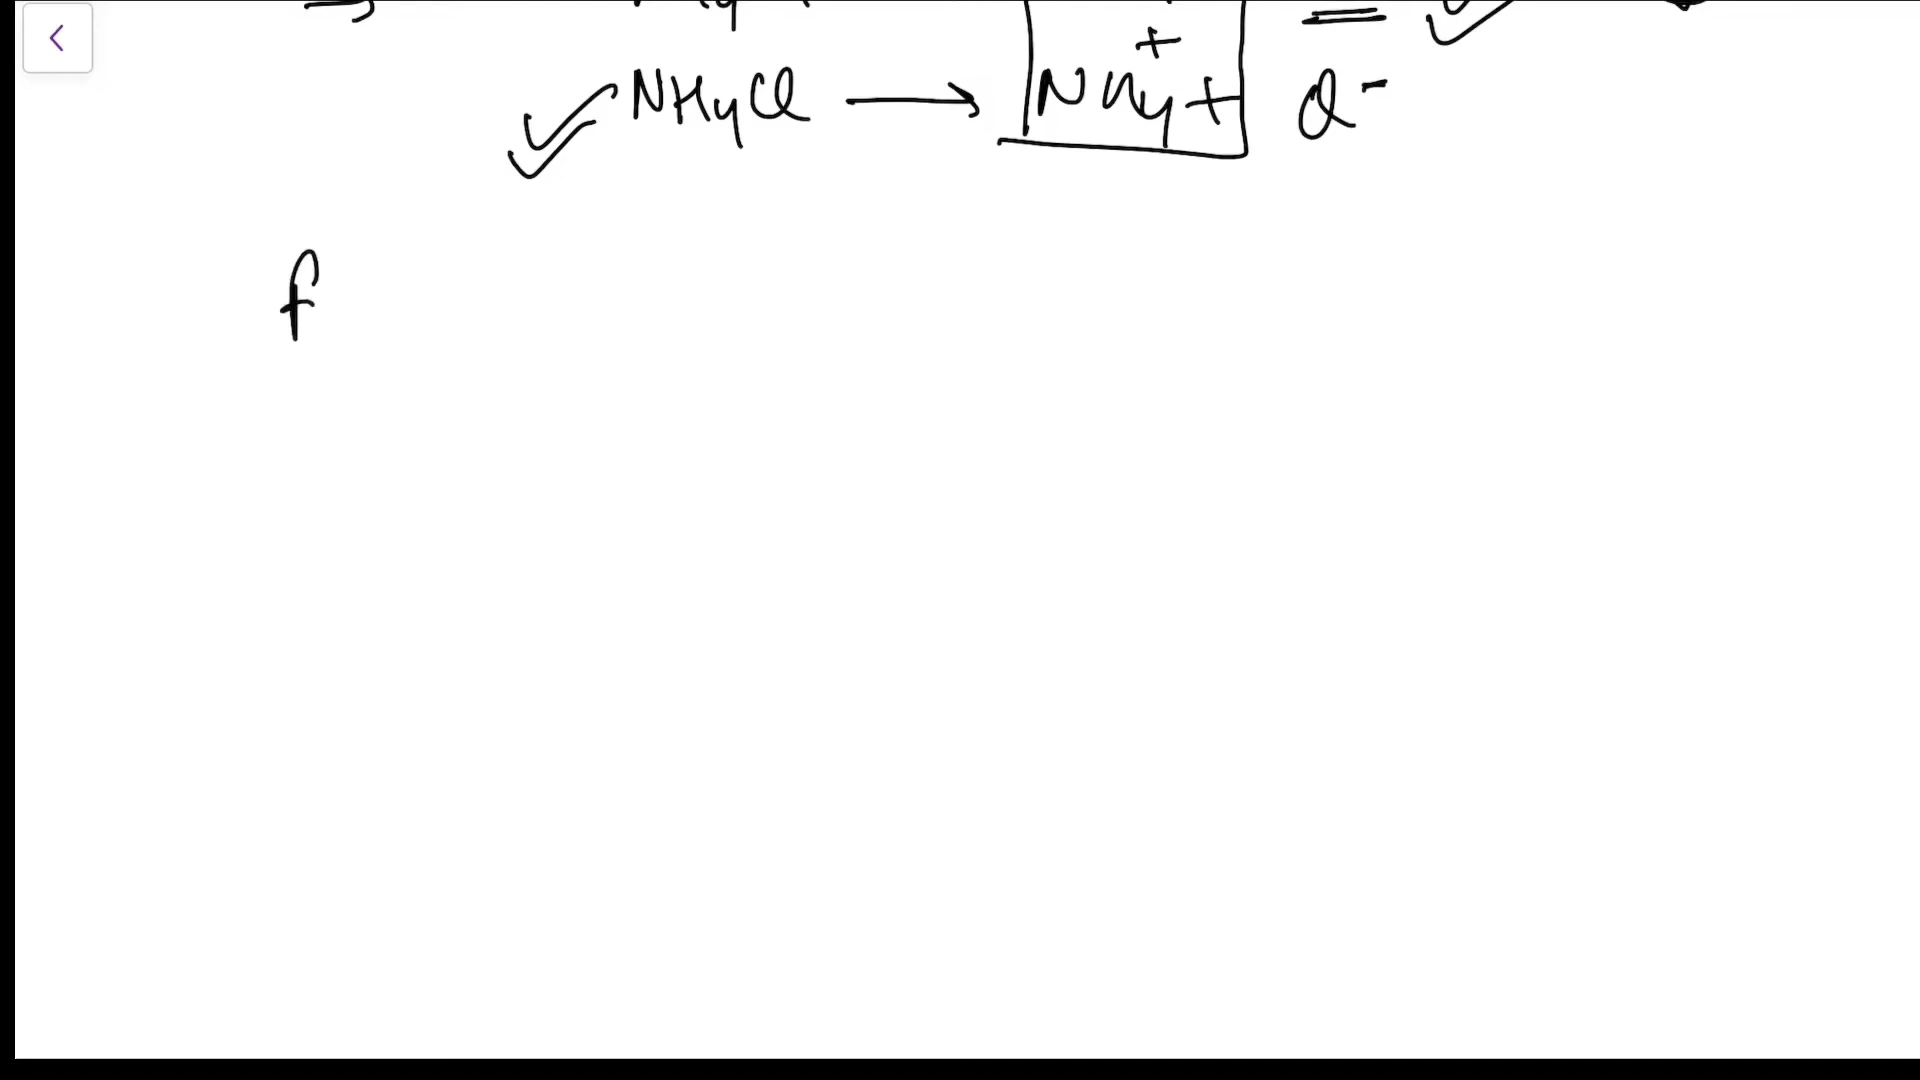 NH4Cl → NH4+ + Cl-
f